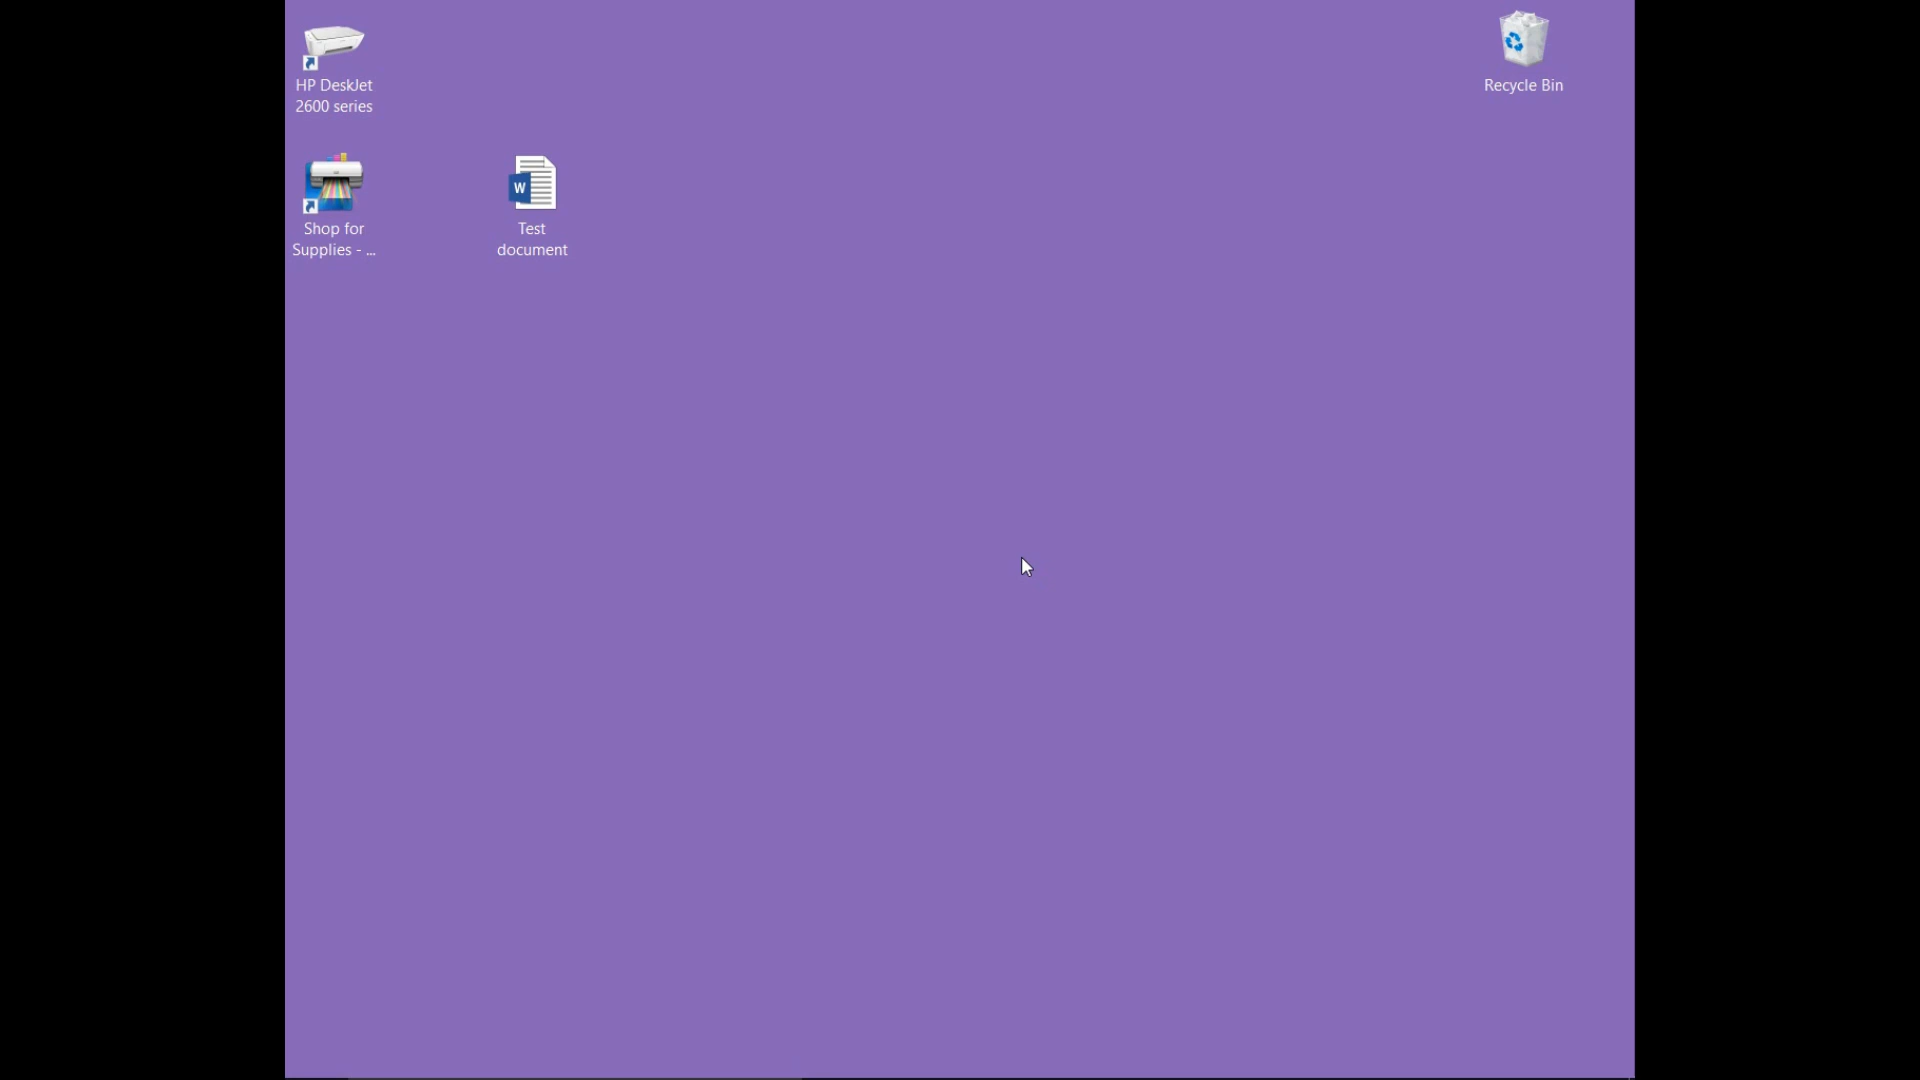 HP DeskJet
2600 series
Recycle Bin
Shop for
Supplies - ...
W
Test
document